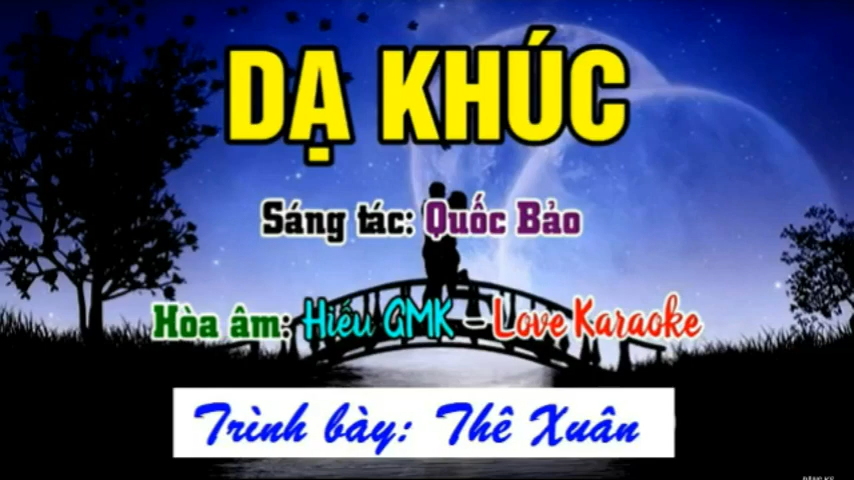 DẠ KHÚC
Sáng tác: Quốc Bảo
Hòa âm: Hiếu GMK - Love Karaoke
Trình bày: Thê Xuân